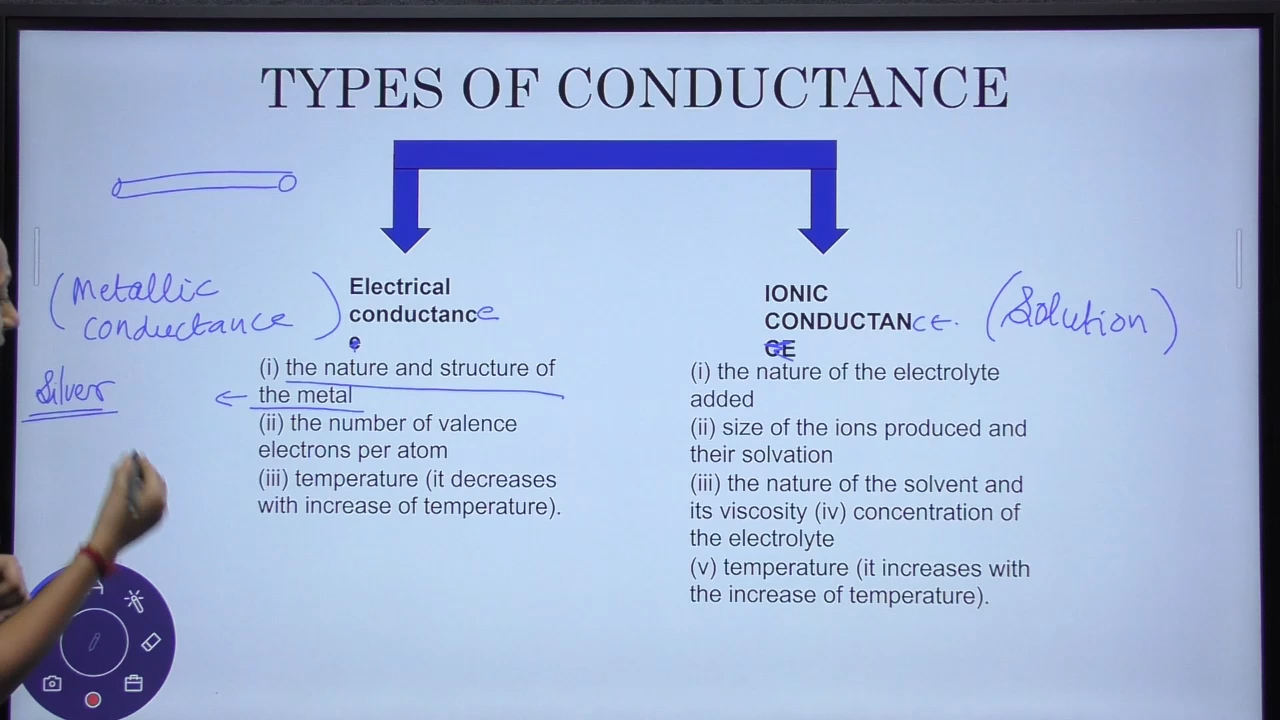 TYPES OF CONDUCTANCE
(Metallic
conductance)
Silver
Electrical
conductance
e
(i) the nature and structure of
the metal
(ii) the number of valence
electrons per atom
(iii) temperature (it decreases
with increase of temperature).
IONIC
CONDUCTANCE.
CE
(Solution)
(i) the nature of the electrolyte
added
(ii) size of the ions produced and
their solvation
(iii) the nature of the solvent and
its viscosity (iv) concentration of
the electrolyte
(v) temperature (it increases with
the increase of temperature).